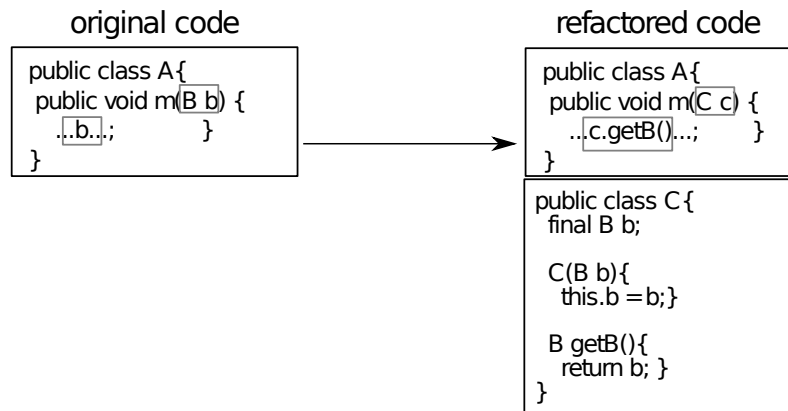 original code
public class A{
public void m(B b) {
...b...; }
}
refactored code
public class A{
public void m(C c) {
...c.getB()...; }
}
public class C{
final B b;
C(B b){
this.b = b;}
B getB(){
return b; }
}